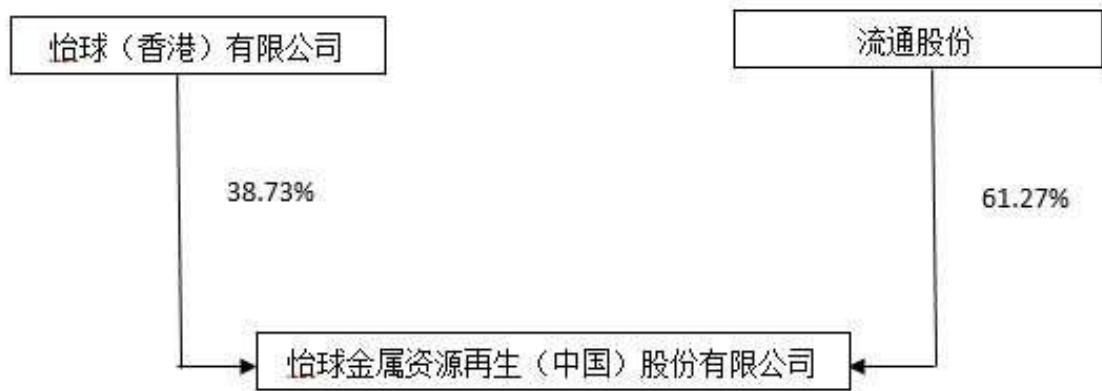 怡球（香港）有限公司
流通股份
38.73%
61.27%
怡球金属资源再生（中国）股份有限公司